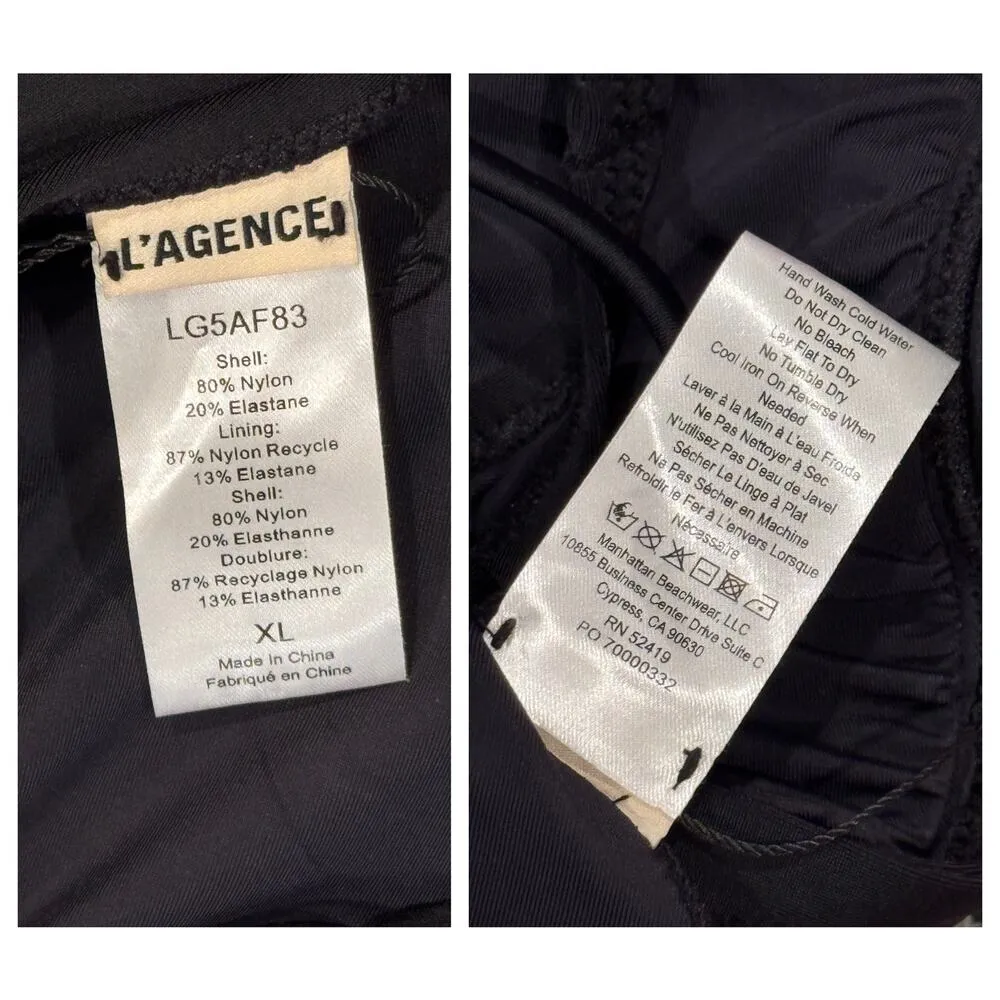 L'AGENCE
LG5AF83
Shell:
80% Nylon
20% Elastane
Lining:
87% Nylon Recycle
13% Elastane
Shell:
80% Nylon
20% Elasthanne
Doublure:
87% Recyclage Nylon
13% Elasthanne
XL
Made In China
Fabriqué en Chine
Hand Wash Cold Water
Do Not Dry Clean
No Bleach
Lay Flat To Dry
No Tumble Dry
Cool Iron On Reverse When
Needed
Laver à la Main à L'eau Froide
Ne Pas Nettoyer à Sec
N'utilisez Pas D'eau de Javel
Sécher Le Linge à Plat
Ne Pas Sécher en Machine
Refroidir le Fer à L'envers Lorsque
Nécessaire
Manhattan Beachwear, LLC
10855 Business Center Drive Suite C
Cypress, CA 90630
RN 52419
PO 70000332